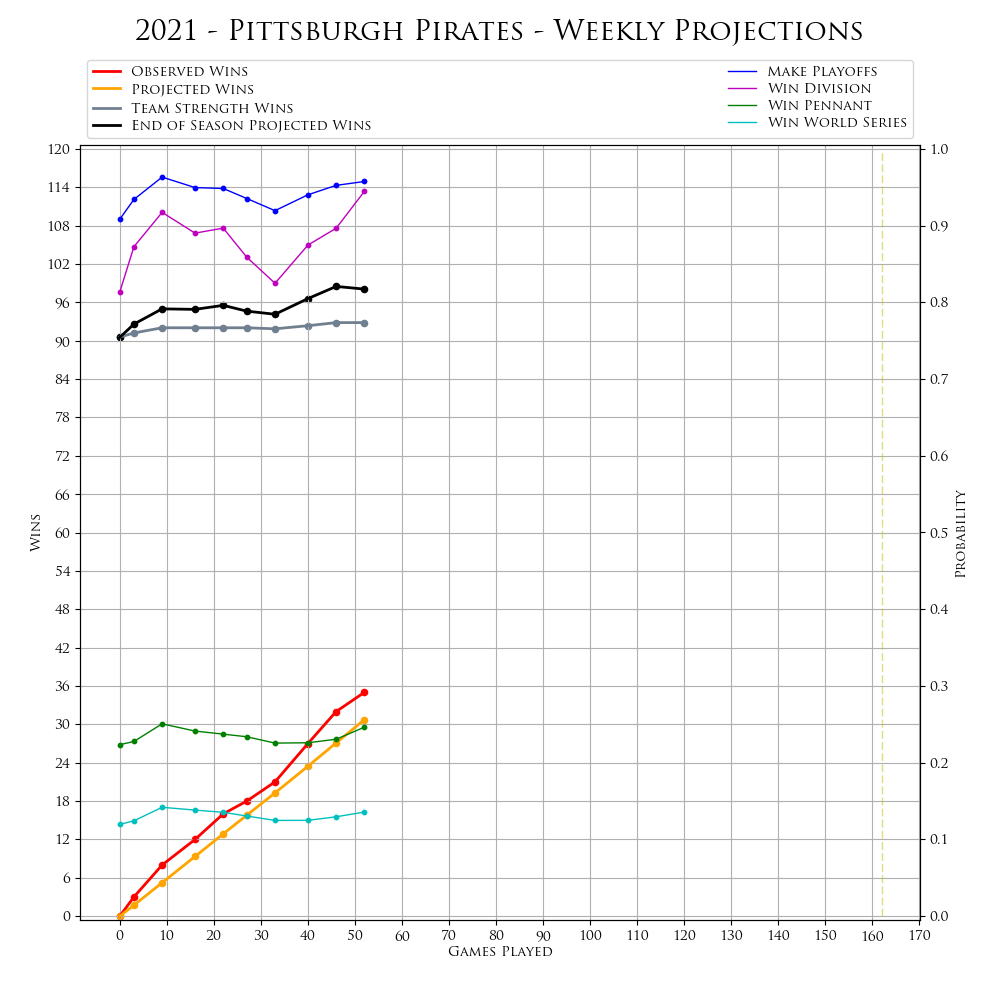 2021 - Pittsburgh Pirates - Weekly Projections
Observed Wins
Projected Wins
Team Strength Wins
End of Season Projected Wins
Make Playoffs
Win Division
Win Pennant
Win World Series
120
114
108
102
96
90
84
78
72
66
60
54
48
42
36
30
24
18
12
6
0
Wins
1.0
0.9
0.8
0.7
0.6
0.5
0.4
0.3
0.2
0.1
0.0
Probability
0 10 20 30 40 50 60 70 80 90 100 110 120 130 140 150 160 170
Games Played